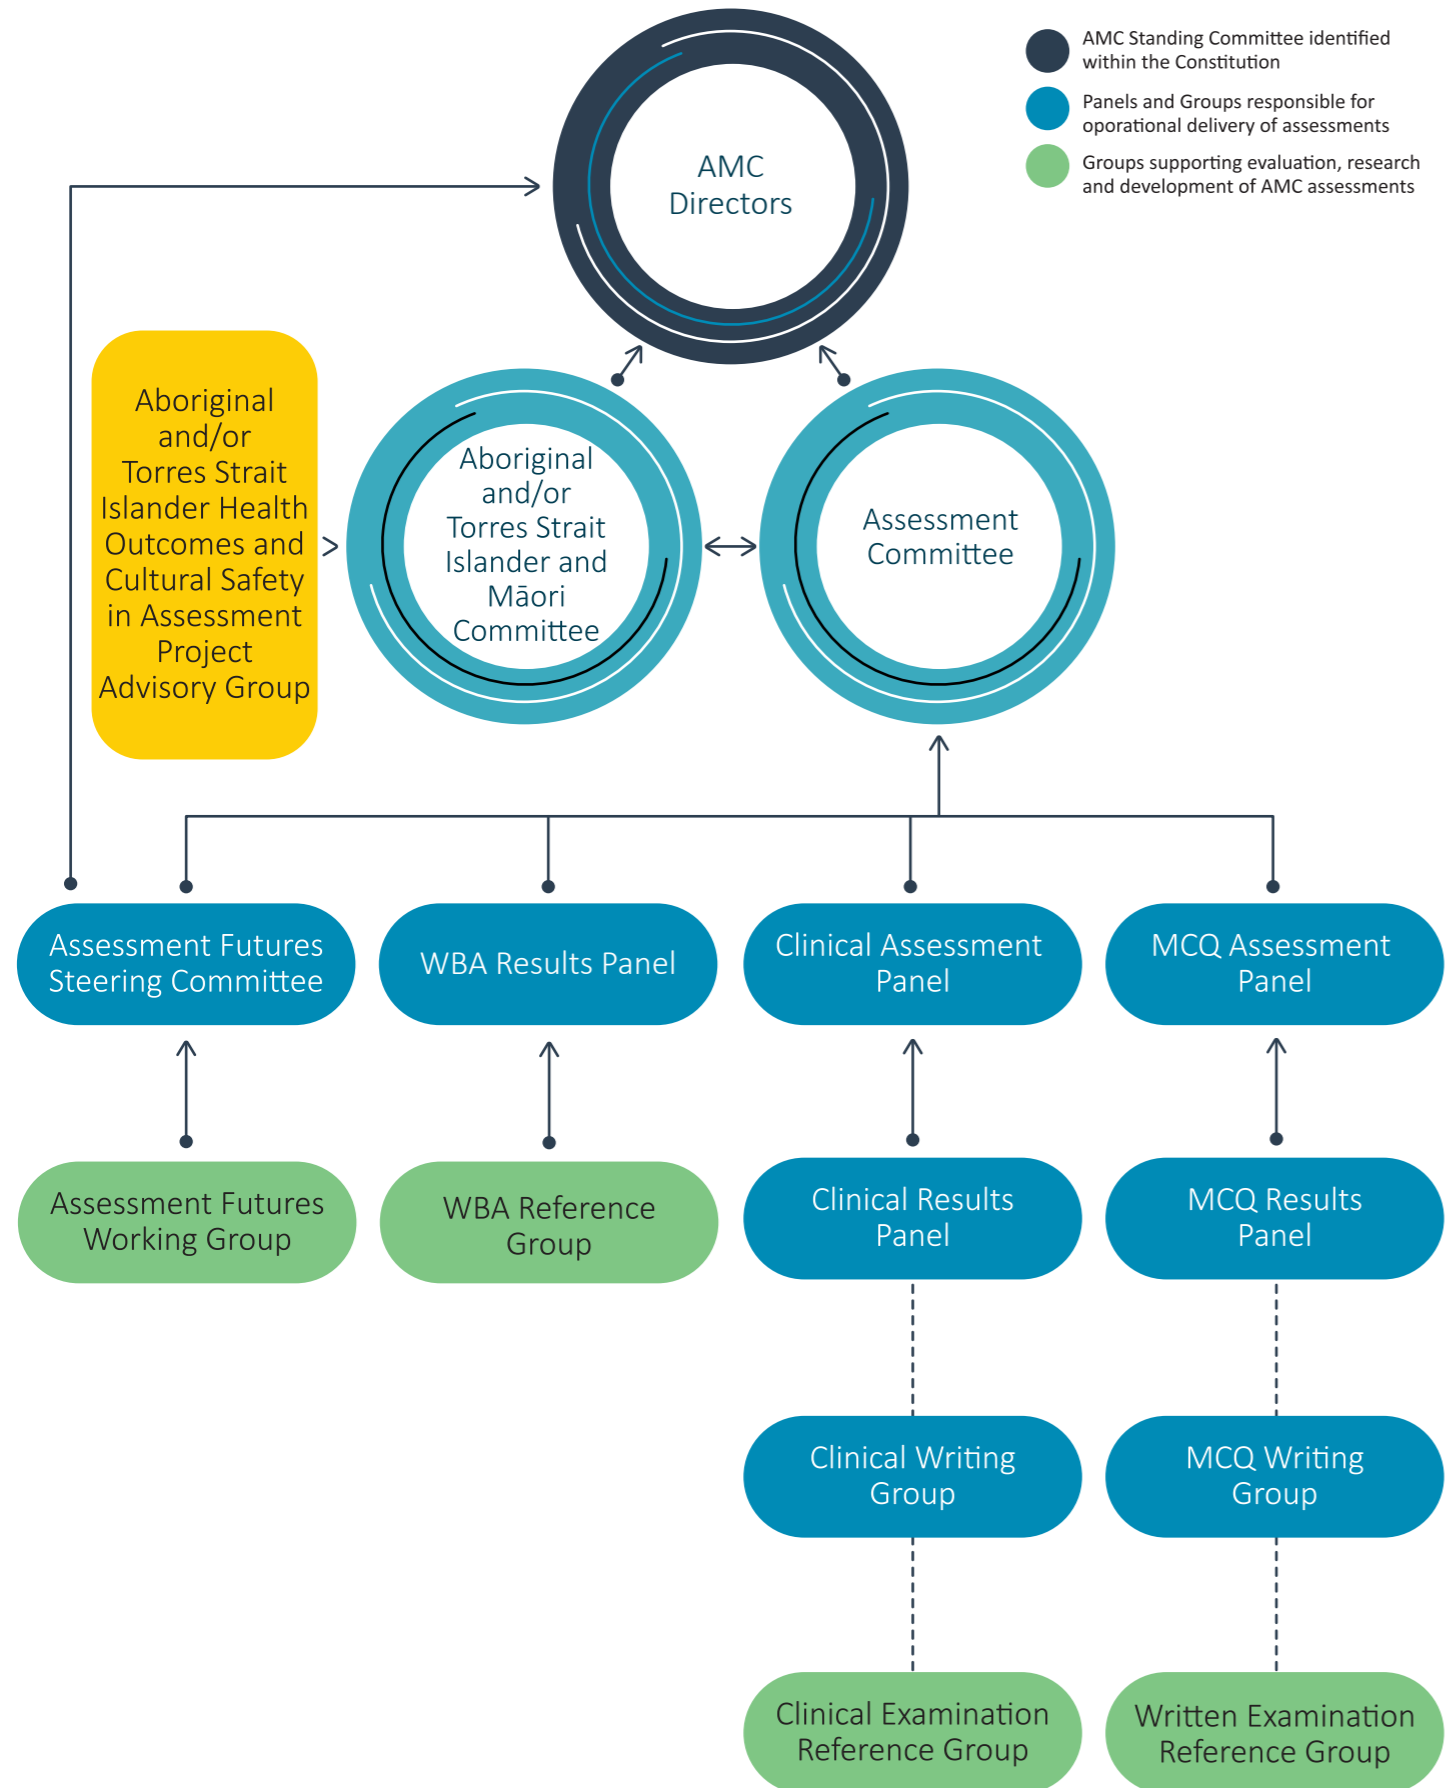 AMC Standing Committee identified
within the Constitution
Panels and Groups responsible for
oporational delivery of assessments
Groups supporting evaluation, research
and development of AMC assessments
AMC
Directors
Aboriginal
and/or
Torres Strait
Islander Health
Outcomes and
Cultural Safety
in Assessment
Project
Advisory Group
Aboriginal
and/or
Torres Strait
Islander and
Māori
Committee
Assessment
Committee
Assessment Futures
Steering Committee
WBA Results Panel
Clinical Assessment
Panel
MCQ Assessment
Panel
Assessment Futures
Working Group
WBA Reference
Group
Clinical Results
Panel
MCQ Results
Panel
Clinical Writing
Group
MCQ Writing
Group
Clinical Examination
Reference Group
Written Examination
Reference Group